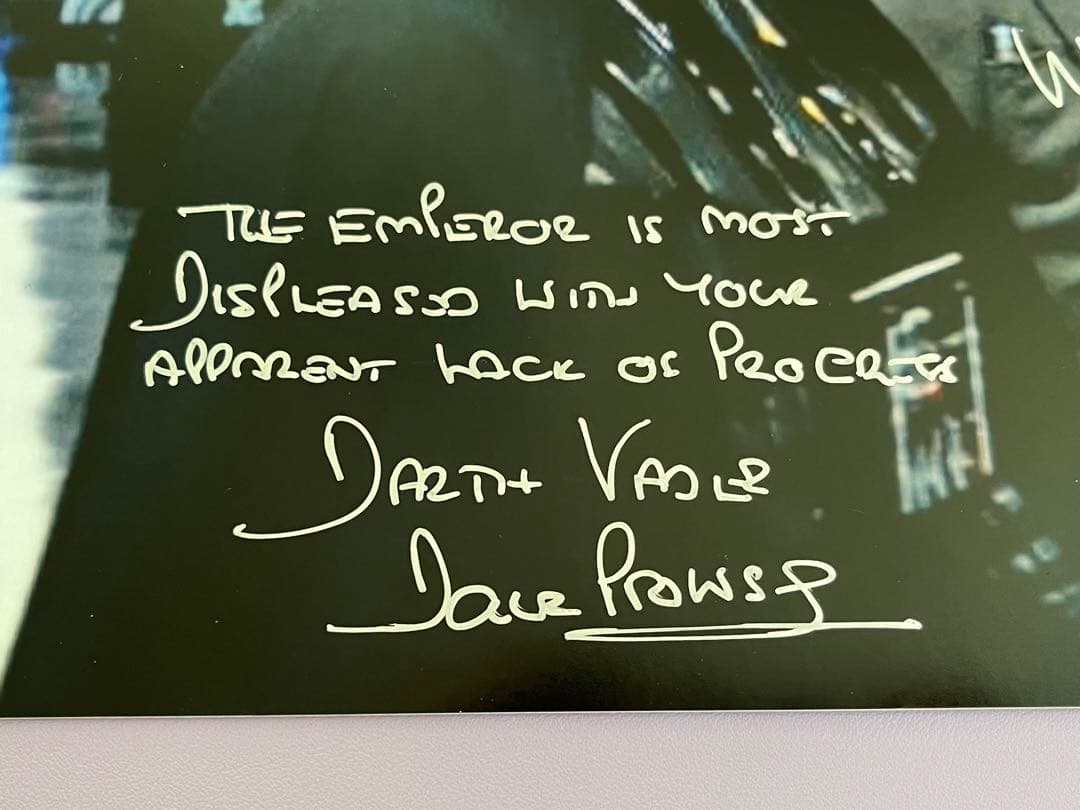 THE EMPEROR IS MOST
DISPLEASED WITH YOUR
APPARENT LACK OF PROGRESS
DARTH VADER
Dave Prowse